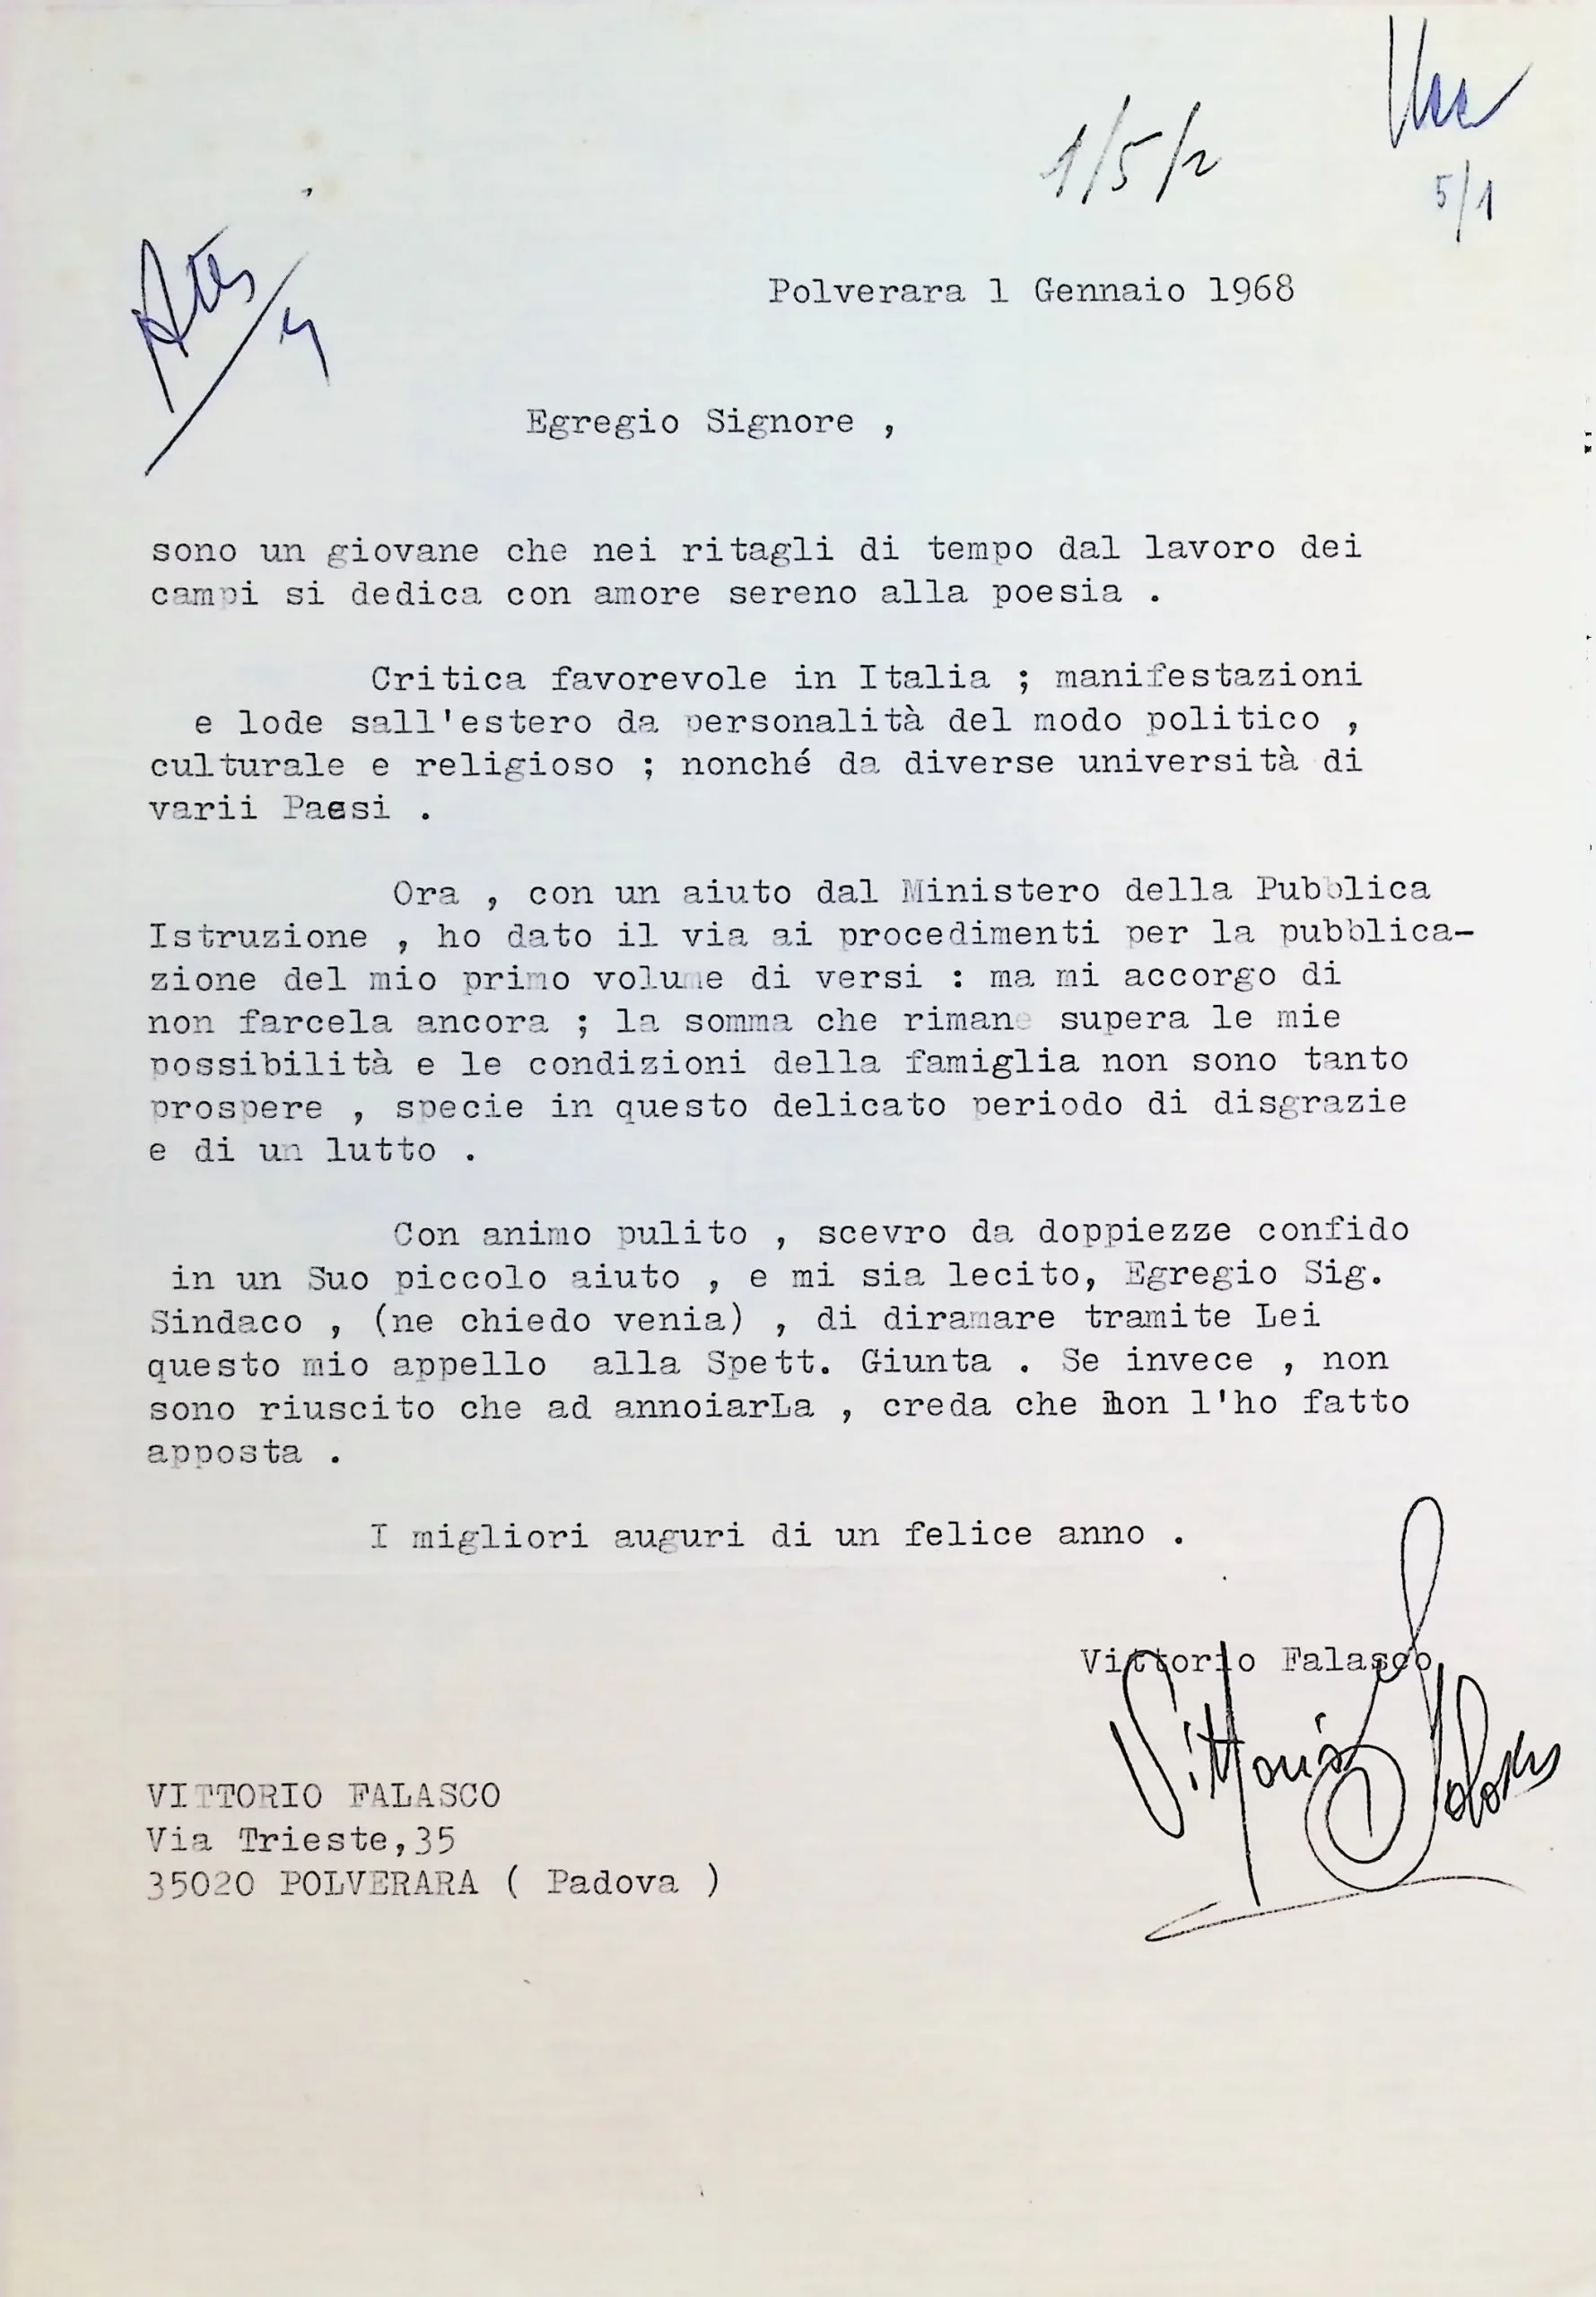 1/5/2
5/1
Polverara 1 Gennaio 1968
Egregio Signore ,
sono un giovane che nei ritagli di tempo dal lavoro dei
campi si dedica con amore sereno alla poesia .
Critica favorevole in Italia ; manifestazioni
e lode sall'estero da personalità del modo politico ,
culturale e religioso ; nonché da diverse università di
varii Paesi .
Ora , con un aiuto dal Ministero della Pubblica
Istruzione , ho dato il via ai procedimenti per la pubblica-
zione del mio primo volume di versi : ma mi accorgo di
non farcela ancora ; la somma che rimane supera le mie
possibilità e le condizioni della famiglia non sono tanto
prospere , specie in questo delicato periodo di disgrazie
e di un lutto .
Con animo pulito , scevro da doppiezze confido
in un Suo piccolo aiuto , e mi sia lecito, Egregio Sig.
Sindaco , (ne chiedo venia) , di diramare tramite Lei
questo mio appello alla Spett. Giunta . Se invece , non
sono riuscito che ad annoiarLa , creda che non l'ho fatto
apposta .
I migliori auguri di un felice anno .
Vittorio Falasco
Vittorio Falasco
VITTORIO FALASCO
Via Trieste,35
35020 POLVERARA ( Padova )